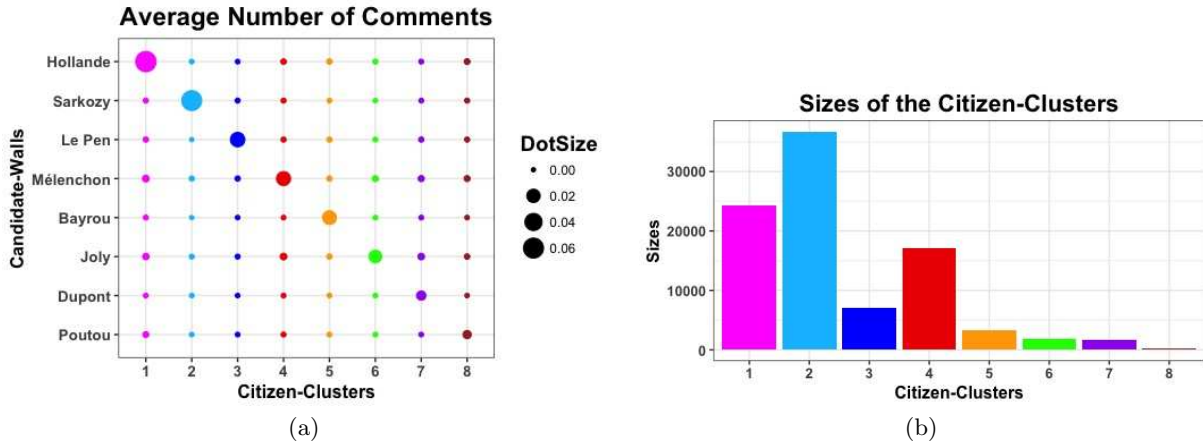 Average Number of Comments
Candidate-Walls
Hollande
Sarkozy
Le Pen
Mélenchon
Bayrou
Joly
Dupont
Poutou
1 2 3 4 5 6 7 8
Citizen-Clusters
DotSize
0.00
0.02
0.04
0.06
(a)
Sizes of the Citizen-Clusters
Sizes
30000
20000
10000
0
1 2 3 4 5 6 7 8
Citizen-Clusters
(b)